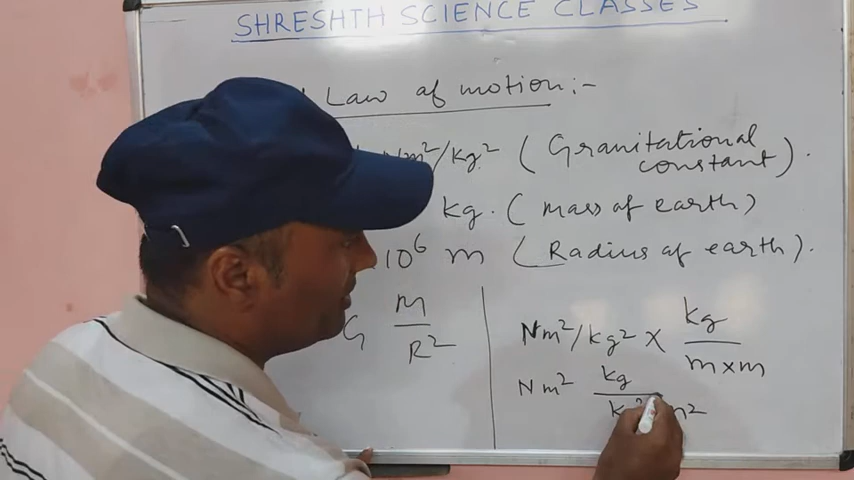 SHRESHTH SCIENCE CLASSES
Law of motion:-
Nm²/kg² (Granitational
constant).
kg. (mass of earth)
10⁶ m (Radius of earth).
G M/R²
Nm²/kg² × kg/m×m
Nm² kg